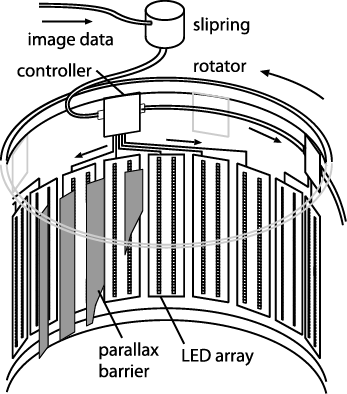 slipring
image data
controller
rotator
parallax
barrier
LED array